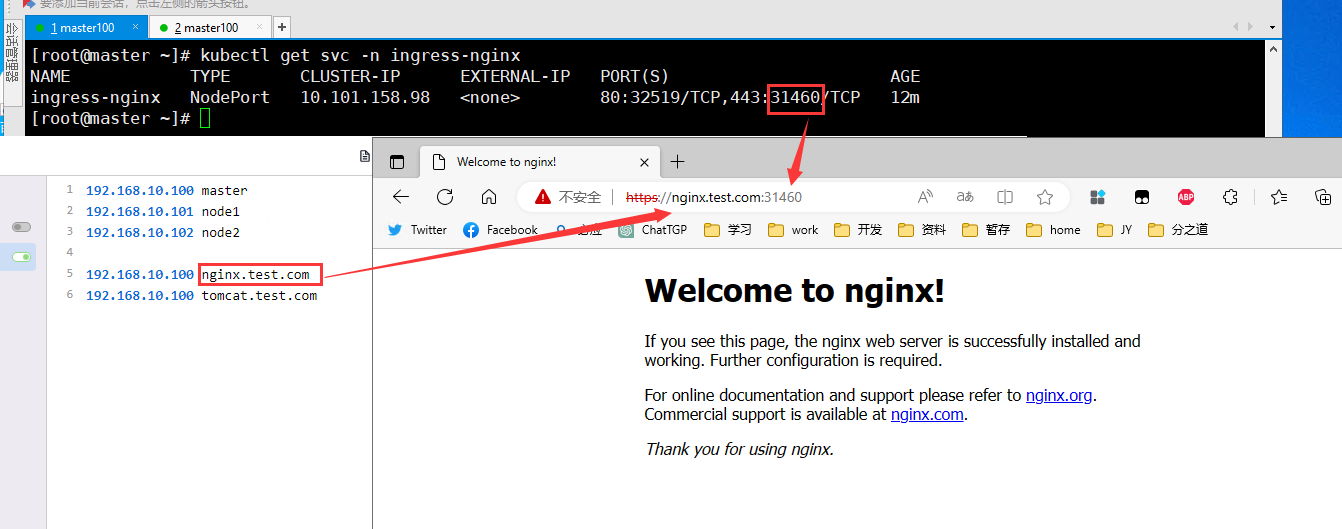 要添加当前会话，点击左侧的箭头按钮。
会话管理器
1 master100
2 master100
[root@master ~]# kubectl get svc -n ingress-nginx
NAME TYPE CLUSTER-IP EXTERNAL-IP PORT(S) AGE
ingress-nginx NodePort 10.101.158.98 <none> 80:32519/TCP,443:31460/TCP 12m
[root@master ~]#
1 192.168.10.100 master
2 192.168.10.101 node1
3 192.168.10.102 node2
4
5 192.168.10.100 nginx.test.com
6 192.168.10.100 tomcat.test.com
Welcome to nginx!
不安全 https://nginx.test.com:31460
ABP
Twitter Facebook 必应 ChatTGP 学习 work 开发 资料 暂存 home JY 分之道
Welcome to nginx!
If you see this page, the nginx web server is successfully installed and
working. Further configuration is required.
For online documentation and support please refer to nginx.org.
Commercial support is available at nginx.com.
Thank you for using nginx.